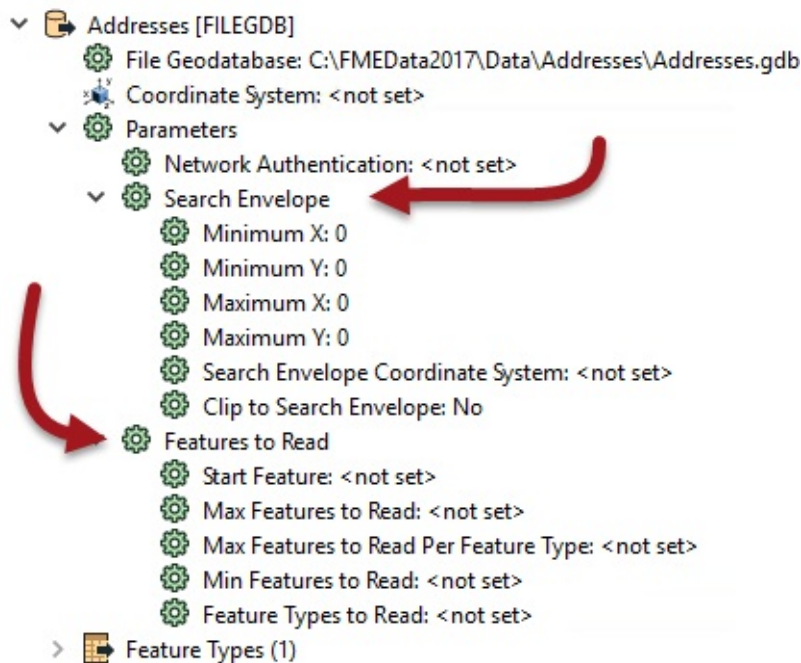 Addresses [FILEGDB]
File Geodatabase: C:\FMEData2017\Data\Addresses\Addresses.gdb
Coordinate System: <not set>
Parameters
Network Authentication: <not set>
Search Envelope
Minimum X: 0
Minimum Y: 0
Maximum X: 0
Maximum Y: 0
Search Envelope Coordinate System: <not set>
Clip to Search Envelope: No
Features to Read
Start Feature: <not set>
Max Features to Read: <not set>
Max Features to Read Per Feature Type: <not set>
Min Features to Read: <not set>
Feature Types to Read: <not set>
Feature Types (1)